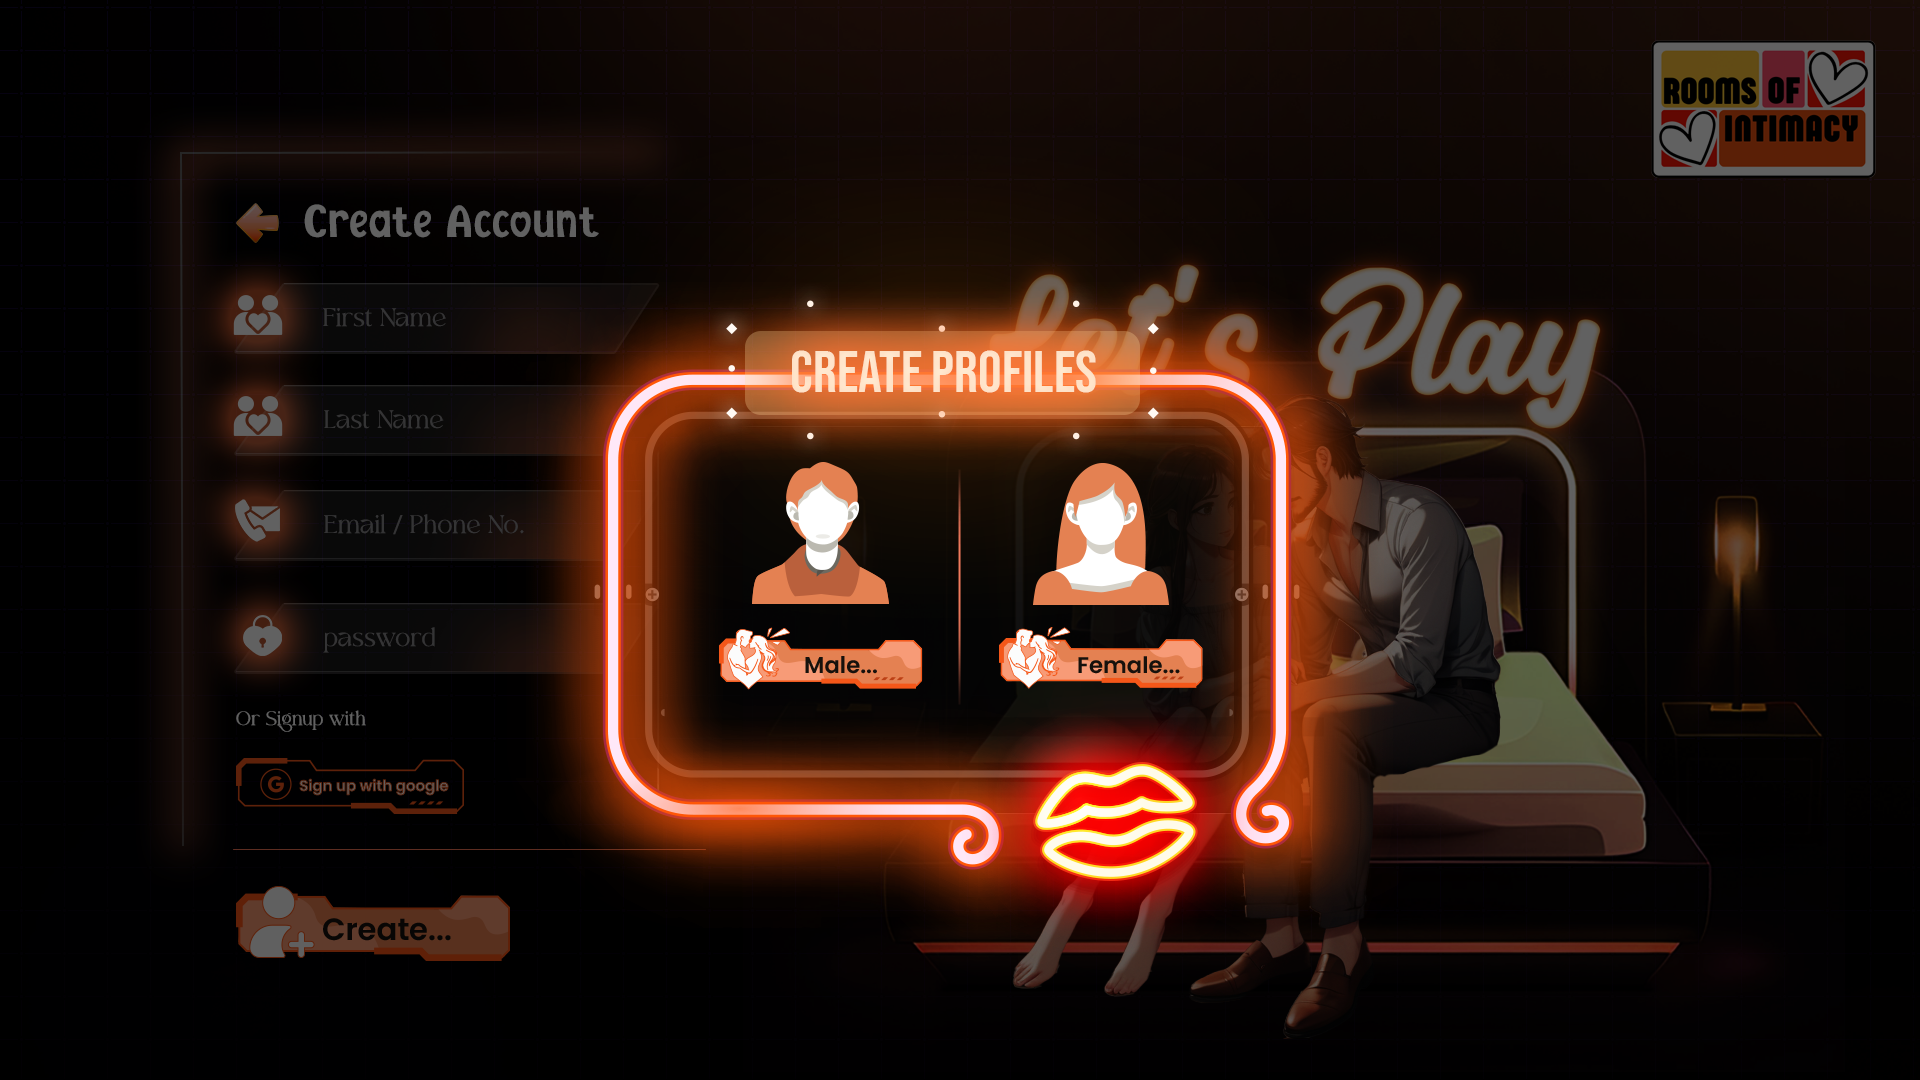 ROOMS OF
INTIMACY
Create Account
First Name
Last Name
Email / Phone No.
password
Or Signup with
G Sign up with google
Create...
Let's Play
CREATE PROFILES
Male...
Female...